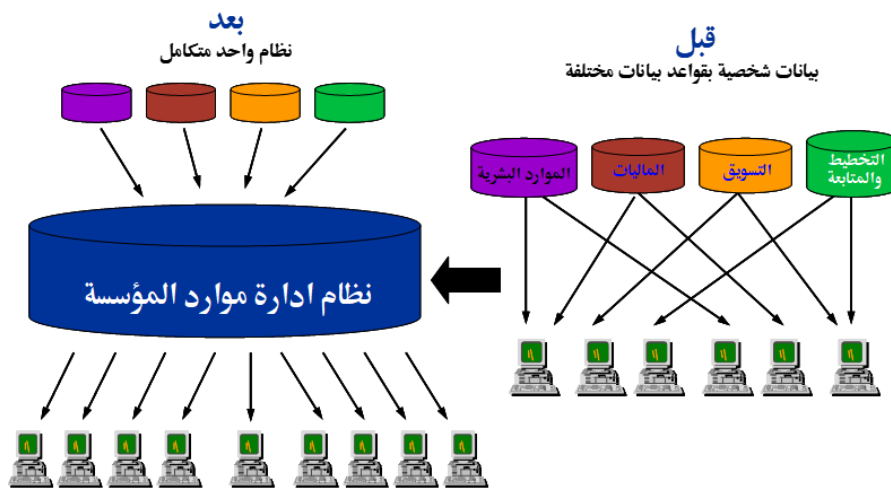 قبل
بيانات شخصية بقواعد بيانات مختلفة
التخطيط
والمتابعة
التسويق
الماليات
الموارد البشرية
بعد
نظام واحد متكامل
نظام ادارة موارد المؤسسة